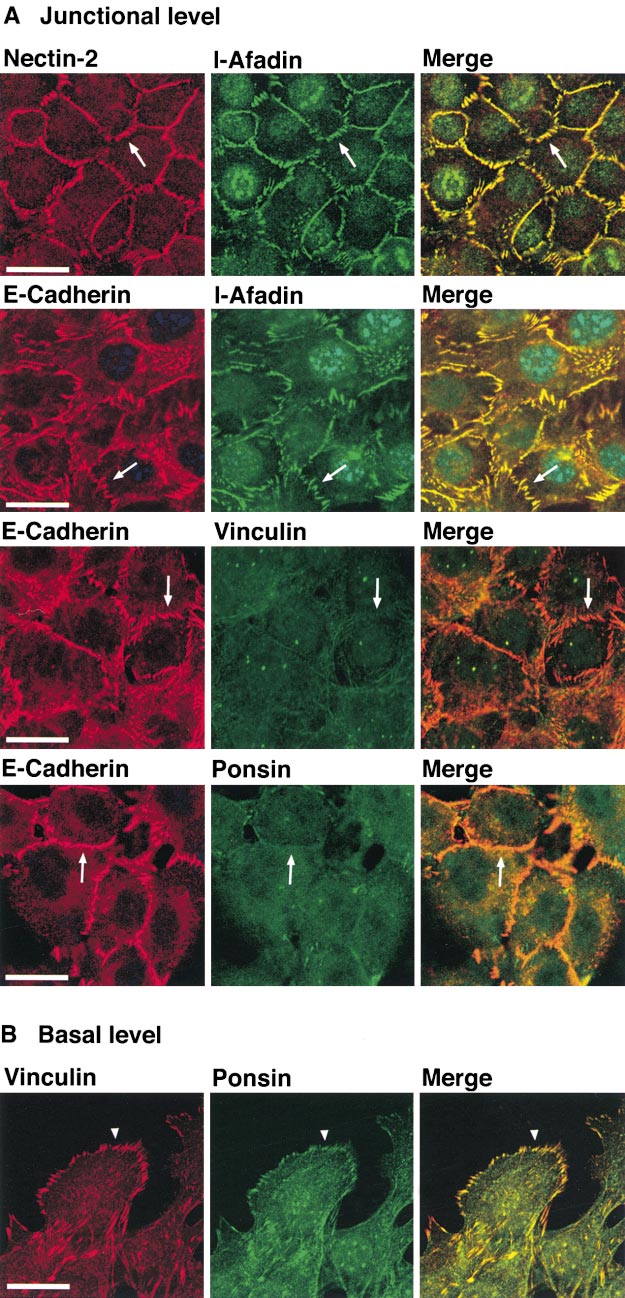 A Junctional level
Nectin-2 l-Afadin Merge
E-Cadherin l-Afadin Merge
E-Cadherin Vinculin Merge
E-Cadherin Ponsin Merge
B Basal level
Vinculin Ponsin Merge